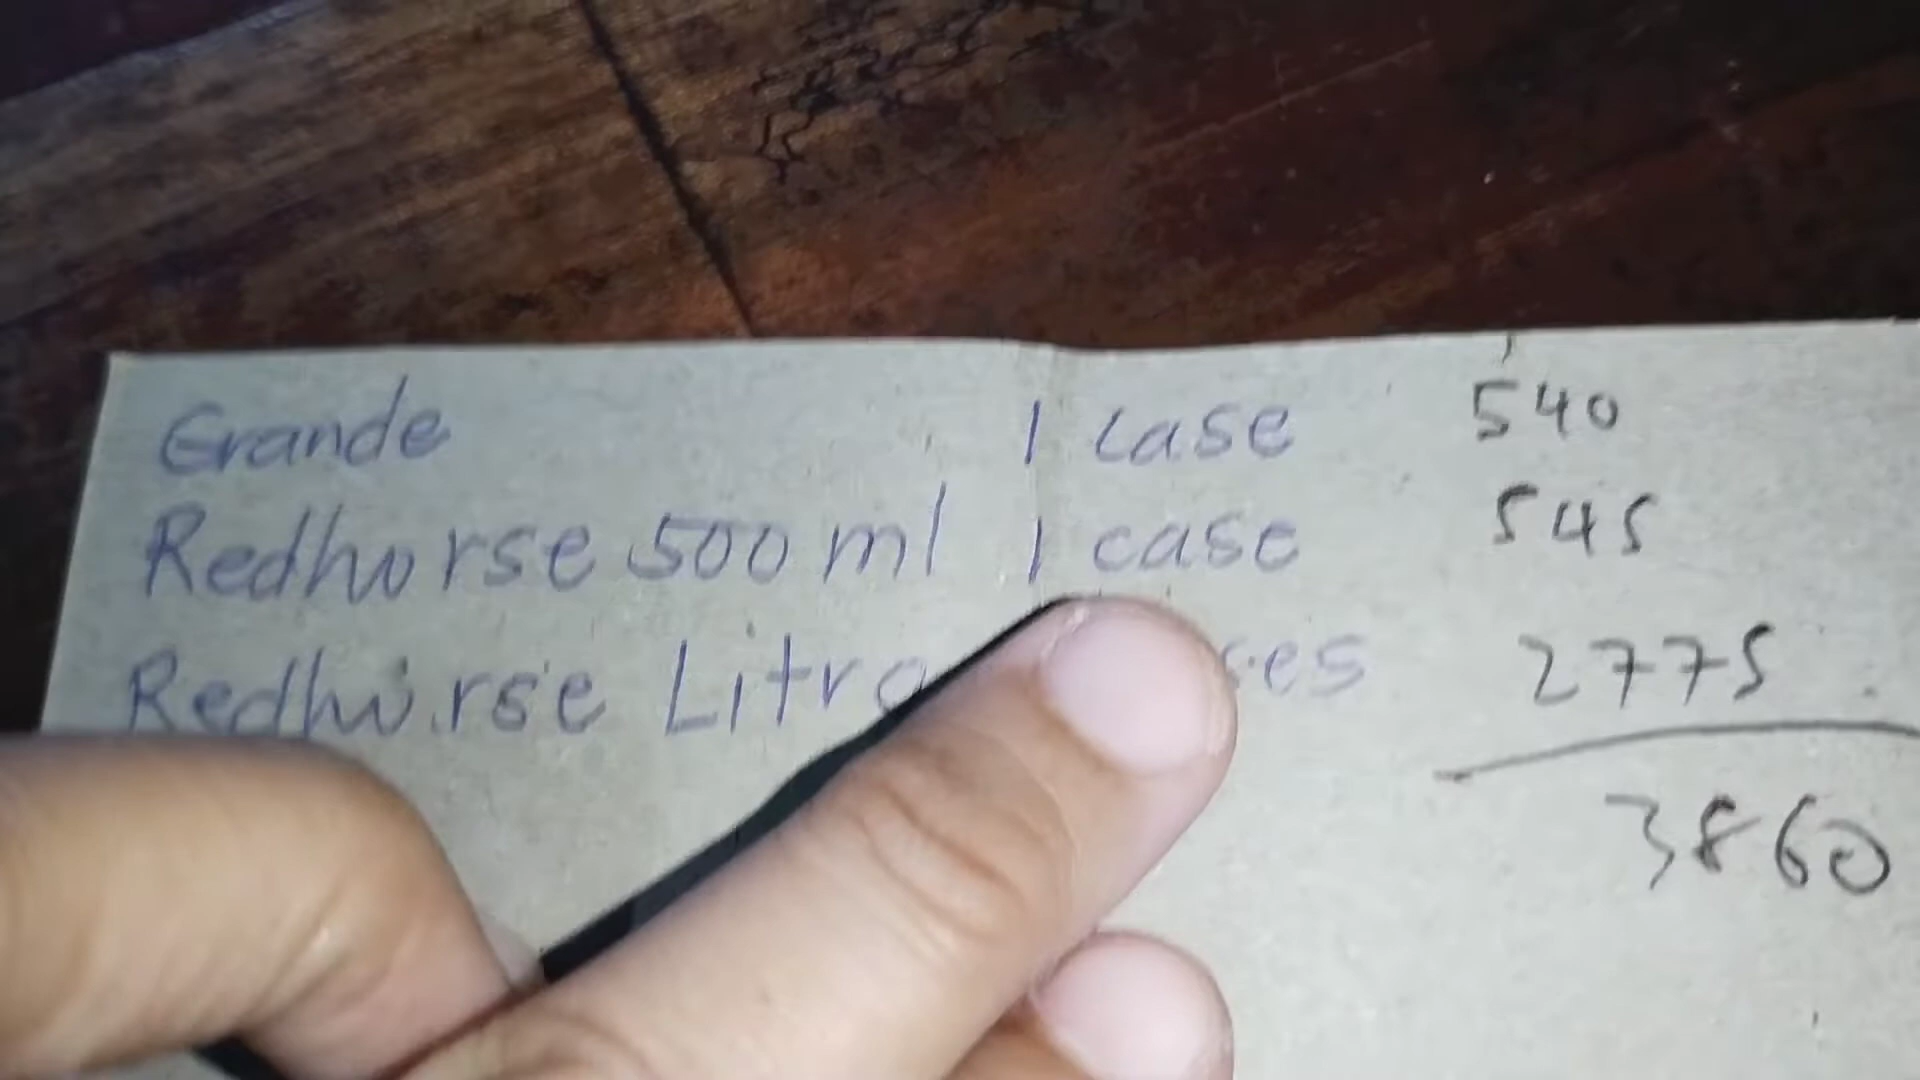 Grande 1 case 540
Redhorse 500 ml 1 case 545
Redhorse Litro 2775
3860